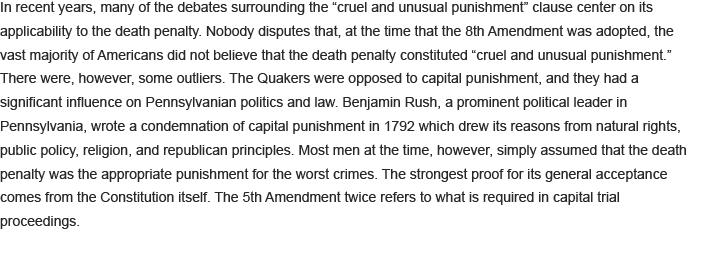 In recent years, many of the debates surrounding the “cruel and unusual punishment” clause center on its
applicability to the death penalty. Nobody disputes that, at the time that the 8th Amendment was adopted, the
vast majority of Americans did not believe that the death penalty constituted “cruel and unusual punishment.”
There were, however, some outliers. The Quakers were opposed to capital punishment, and they had a
significant influence on Pennsylvanian politics and law. Benjamin Rush, a prominent political leader in
Pennsylvania, wrote a condemnation of capital punishment in 1792 which drew its reasons from natural rights,
public policy, religion, and republican principles. Most men at the time, however, simply assumed that the death
penalty was the appropriate punishment for the worst crimes. The strongest proof for its general acceptance
comes from the Constitution itself. The 5th Amendment twice refers to what is required in capital trial
proceedings.